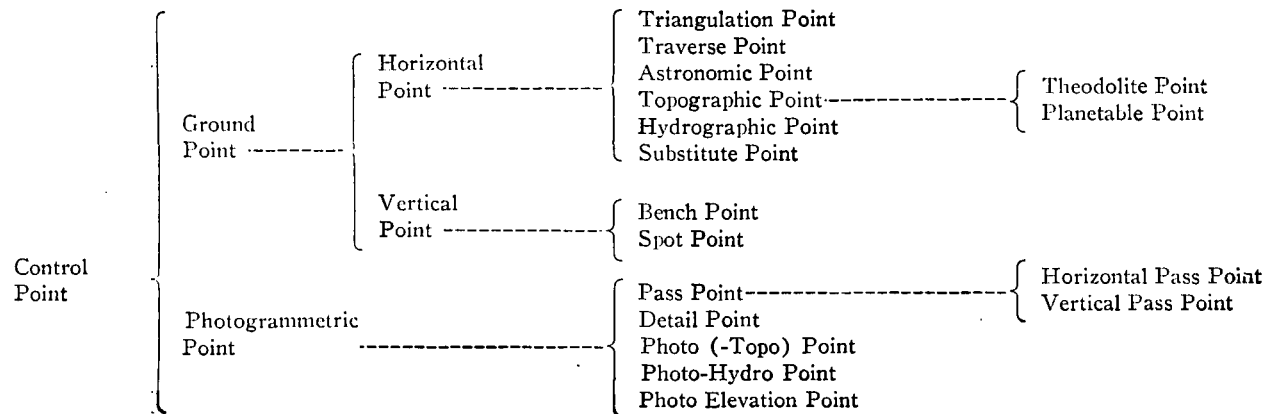 Control
Point
Ground
Point
Horizontal
Point
Triangulation Point
Traverse Point
Astronomic Point
Topographic Point
Theodolite Point
Planetable Point
Hydrographic Point
Substitute Point
Vertical
Point
Bench Point
Spot Point
Photogrammetric
Point
Pass Point
Horizontal Pass Point
Vertical Pass Point
Detail Point
Photo (-Topo) Point
Photo-Hydro Point
Photo Elevation Point